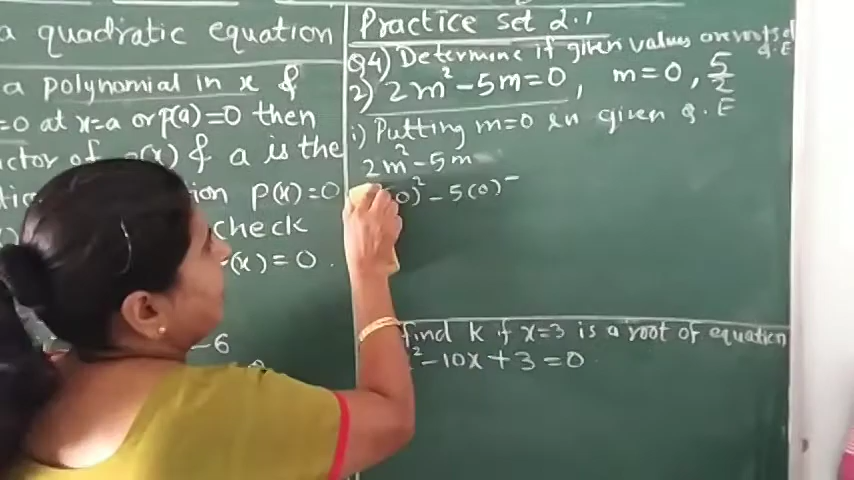 a quadratic equation
a polynomial in x &
=0 at x=a or p(a)=0 then
ctor of p(x) & a is the
ion p(x)=0
check
(x)=0.
-6
Practice set 2.1
Q4) Determine if given values are roots of Q.E
2) 2m²-5m=0, m=0, 5/2
i) Putting m=0 in given Q.E
2m²-5m
(0)²-5(0)
find k if x=3 is a root of equation
²-10x+3=0